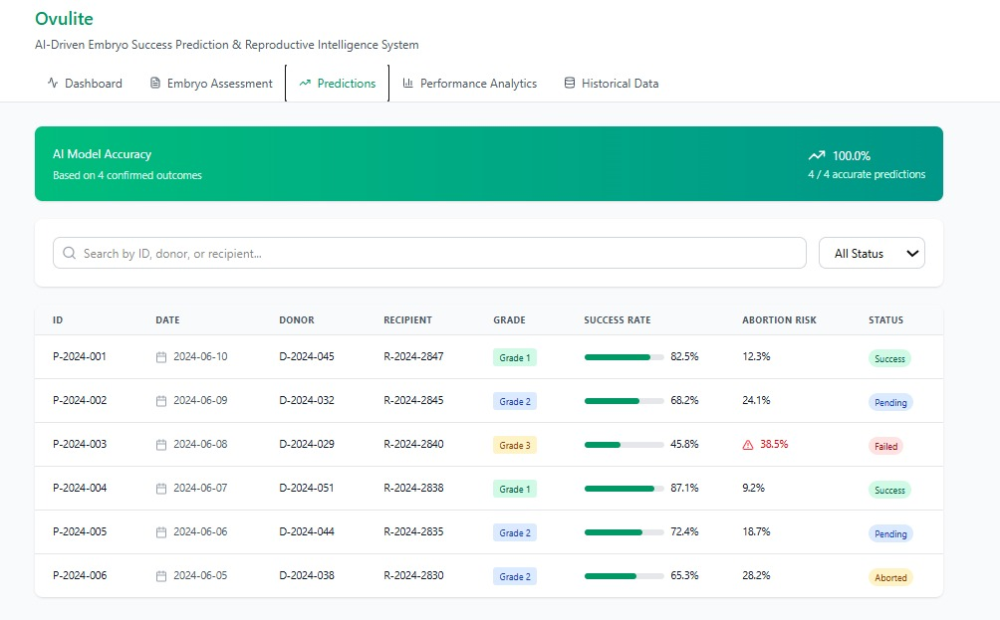 Ovulite
AI-Driven Embryo Success Prediction & Reproductive Intelligence System
Dashboard Embryo Assessment Predictions Performance Analytics Historical Data
AI Model Accuracy
Based on 4 confirmed outcomes
100.0%
4 / 4 accurate predictions
Search by ID, donor, or recipient... All Status
ID DATE DONOR RECIPIENT GRADE SUCCESS RATE ABORTION RISK STATUS
P-2024-001 2024-06-10 D-2024-045 R-2024-2847 Grade 1 82.5% 12.3% Success
P-2024-002 2024-06-09 D-2024-032 R-2024-2845 Grade 2 68.2% 24.1% Pending
P-2024-003 2024-06-08 D-2024-029 R-2024-2840 Grade 3 45.8% 38.5% Failed
P-2024-004 2024-06-07 D-2024-051 R-2024-2838 Grade 1 87.1% 9.2% Success
P-2024-005 2024-06-06 D-2024-044 R-2024-2835 Grade 2 72.4% 18.7% Pending
P-2024-006 2024-06-05 D-2024-038 R-2024-2830 Grade 2 65.3% 28.2% Aborted